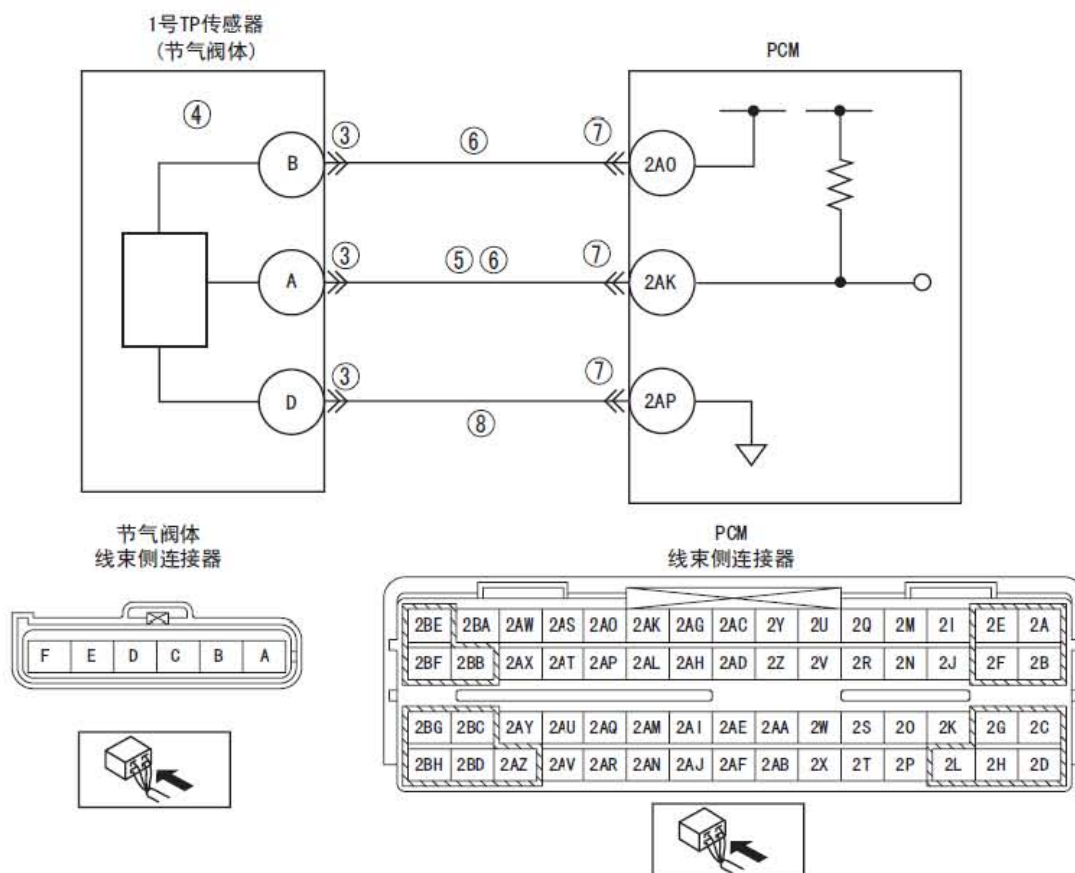 1号TP传感器
(节气阀体)
PCM
④
③
⑥
⑦
B
2AO
③
⑤⑥
⑦
A
2AK
③
⑦
D
2AP
⑧
节气阀体
线束侧连接器
PCM
线束侧连接器
F E D C B A
2BE 2BA 2AW 2AS 2AO 2AK 2AG 2AC 2Y 2U 2Q 2M 2I 2E 2A
2BF 2BB 2AX 2AT 2AP 2AL 2AH 2AD 2Z 2V 2R 2N 2J 2F 2B
2BG 2BC 2AY 2AU 2AQ 2AM 2AI 2AE 2AA 2W 2S 2O 2K 2G 2C
2BH 2BD 2AZ 2AV 2AR 2AN 2AJ 2AF 2AB 2X 2T 2P 2L 2H 2D